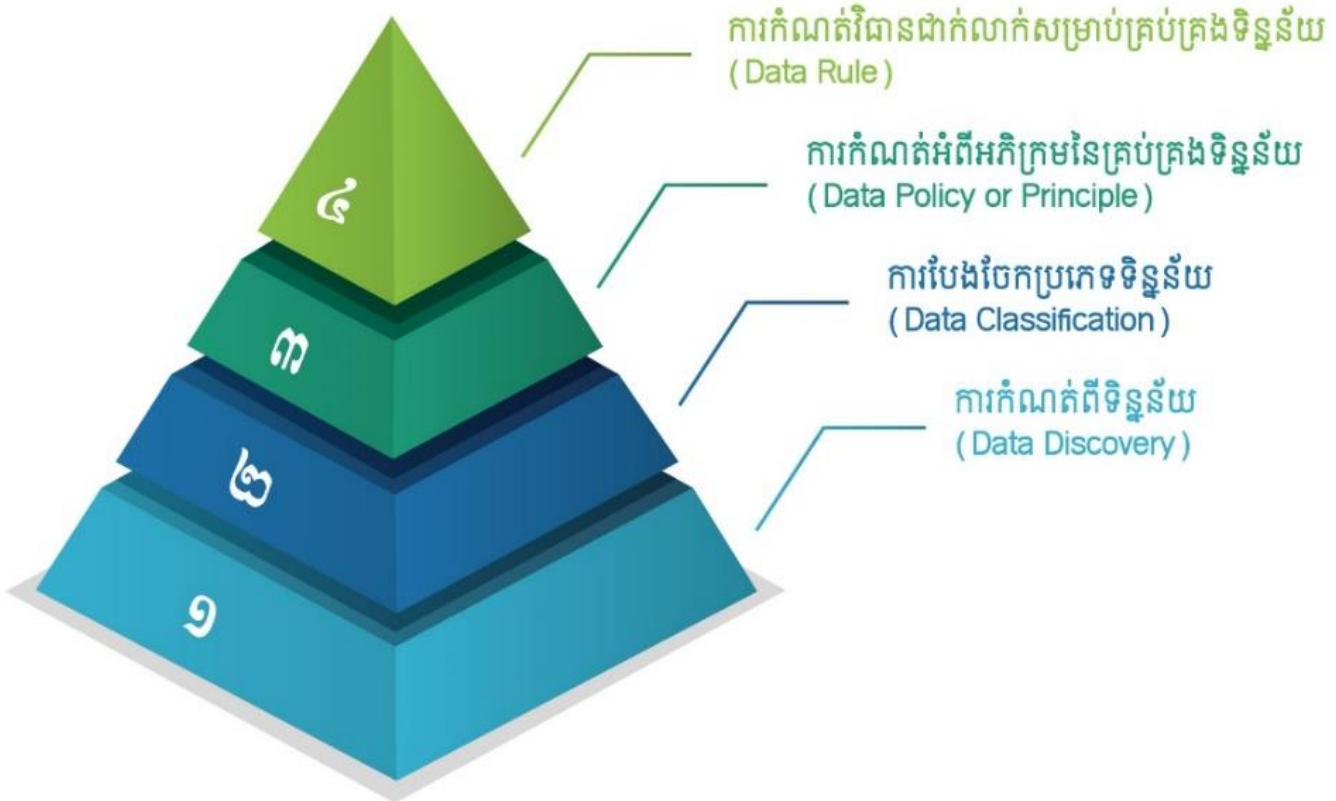 ការកំណត់វិធានជាក់លាក់សម្រាប់គ្រប់គ្រងទិន្នន័យ
(Data Rule)
ការកំណត់អំពីអភិក្រមនៃគ្រប់គ្រងទិន្នន័យ
(Data Policy or Principle)
ការបែងចែកប្រភេទទិន្នន័យ
(Data Classification)
ការកំណត់ពីទិន្នន័យ
(Data Discovery)
៤
៣
២
១